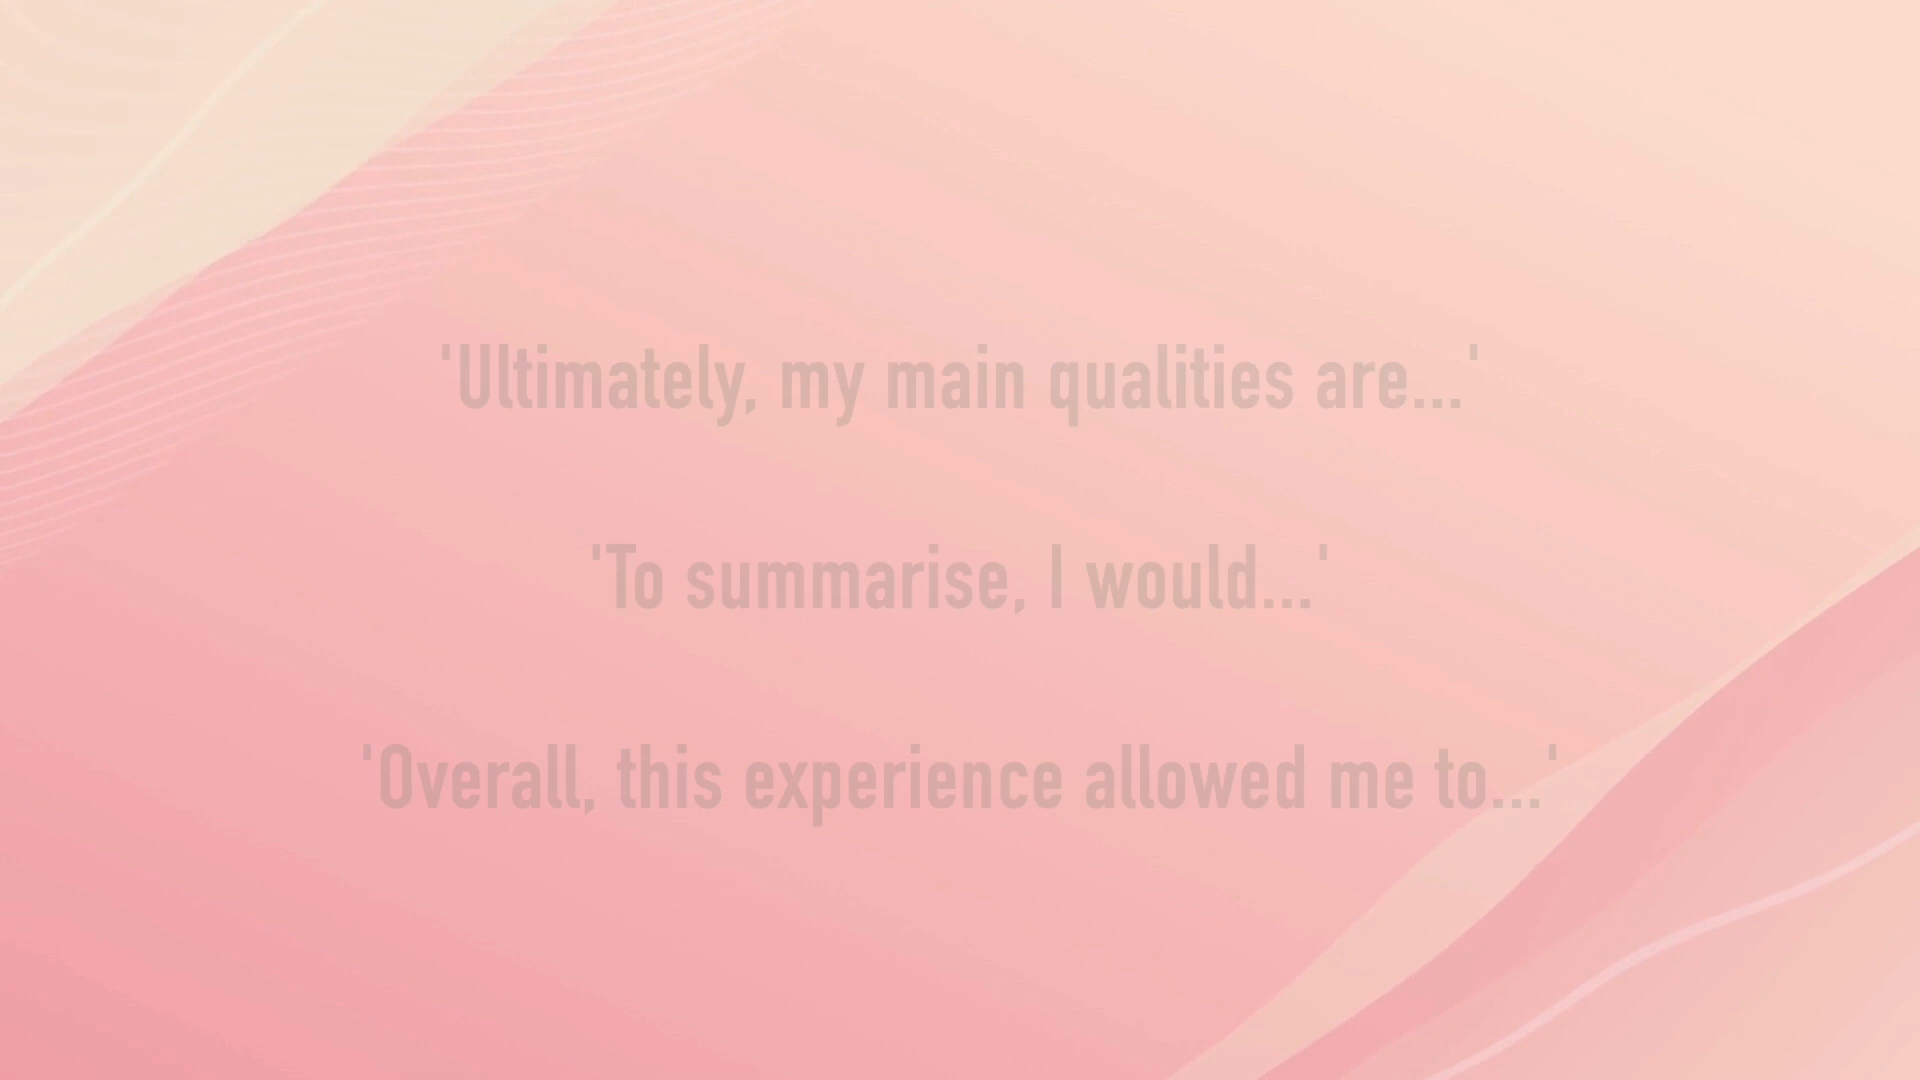 'Ultimately, my main qualities are...'
'To summarise, I would...'
'Overall, this experience allowed me to...'